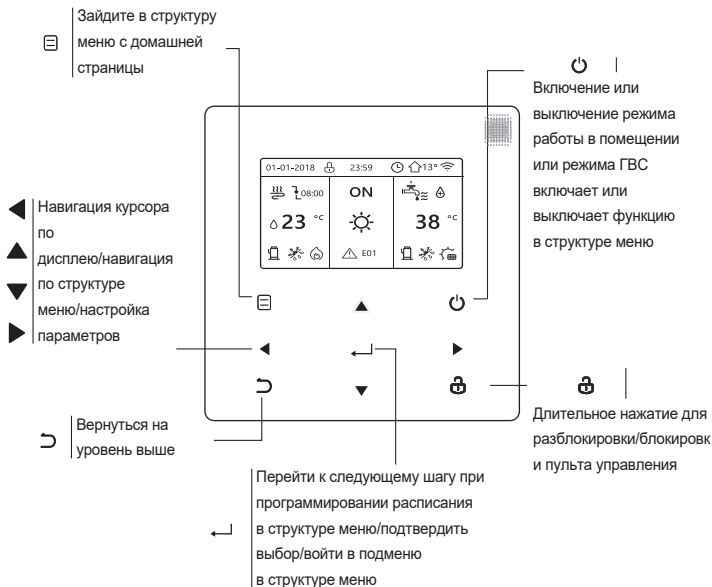 Зайдите в структуру
меню с домашней
страницы
Включение или
выключение режима
работы в помещении
или режима ГВС
включает или
выключает функцию
в структуре меню
01-01-2018 23:59 13°
08:00 ON
23 °C 38 °C
E01
Навигация курсора
по
дисплею/навигация
по структуре
меню/настройка
параметров
Вернуться на
уровень выше
Длительное нажатие для
разблокировки/блокировк
и пульта управления
Перейти к следующему шагу при
программировании расписания
в структуре меню/подтвердить
выбор/войти в подменю
в структуре меню